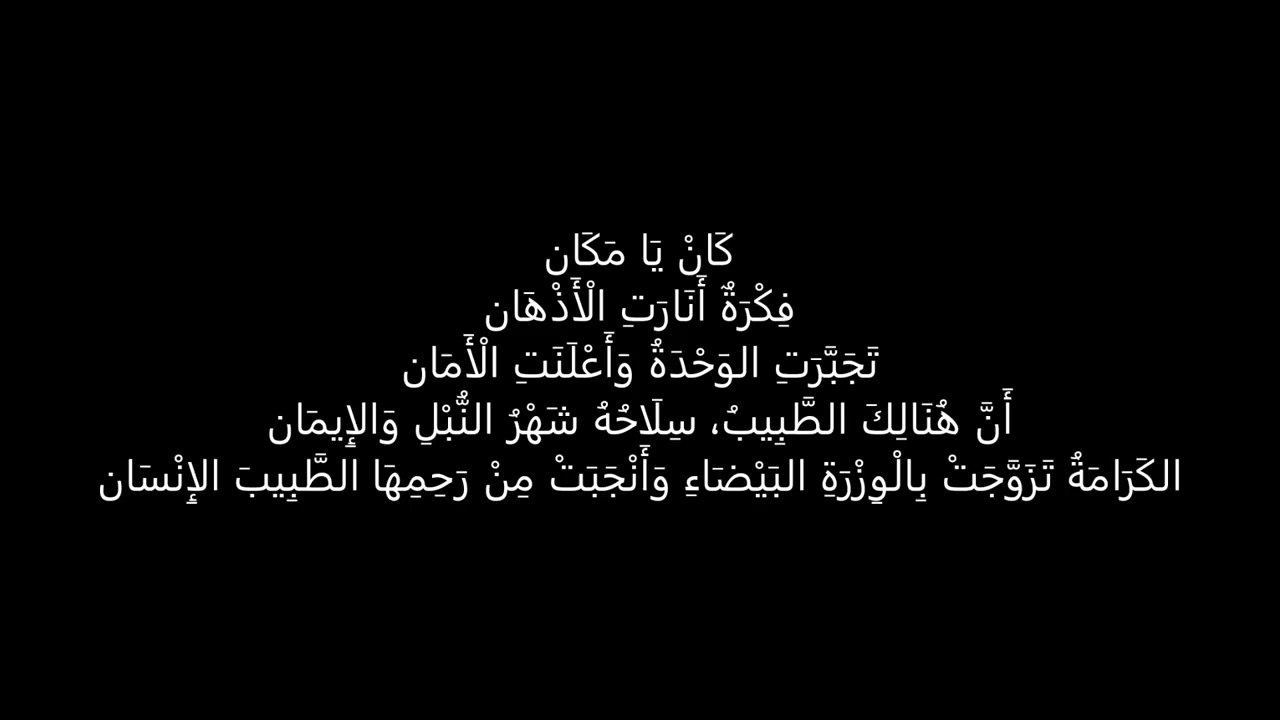 كَانْ يَا مَكَان
فِكْرَةٌ أَنَارَتِ الْأَذْهَان
تَجَبَّرَتِ الوَحْدَةُ وَأَعْلَنَتِ الْأَمَان
أَنَّ هُنَالِكَ الطَّبِيبُ، سِلَاحُهُ شَهْرٌ النُّبْلِ وَالإِيمَان
الكَرَامَةُ تَزَوَّجَتْ بِالْوِزْرَةِ البَيْضَاءِ وَأَنْجَبَتْ مِنْ رَحِمِهَا الطَّبِيبَ الإِنْسَان